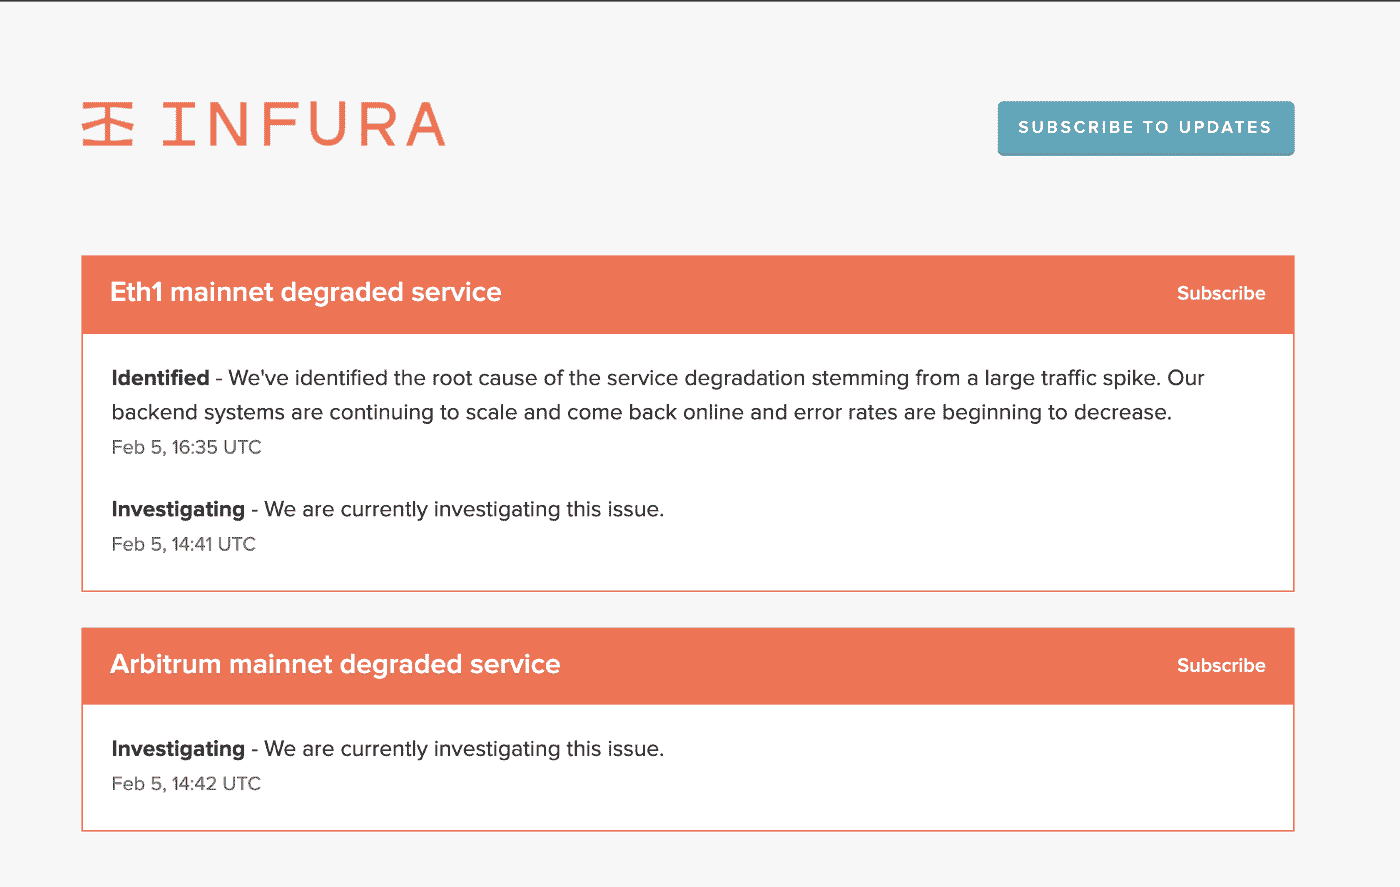 INFURA
SUBSCRIBE TO UPDATES
Eth1 mainnet degraded service
Subscribe
Identified - We've identified the root cause of the service degradation stemming from a large traffic spike. Our
backend systems are continuing to scale and come back online and error rates are beginning to decrease.
Feb 5, 16:35 UTC
Investigating - We are currently investigating this issue.
Feb 5, 14:41 UTC
Arbitrum mainnet degraded service
Subscribe
Investigating - We are currently investigating this issue.
Feb 5, 14:42 UTC